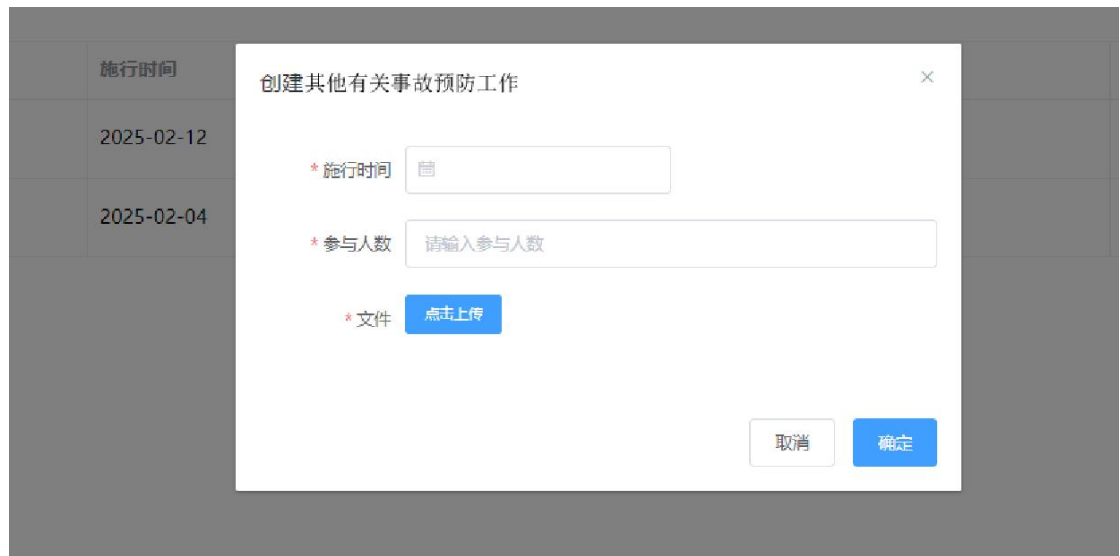 施行时间
创建其他有关事故预防工作
2025-02-12
* 施行时间
2025-02-04
* 参与人数 请输入参与人数
* 文件 点击上传
取消 确定